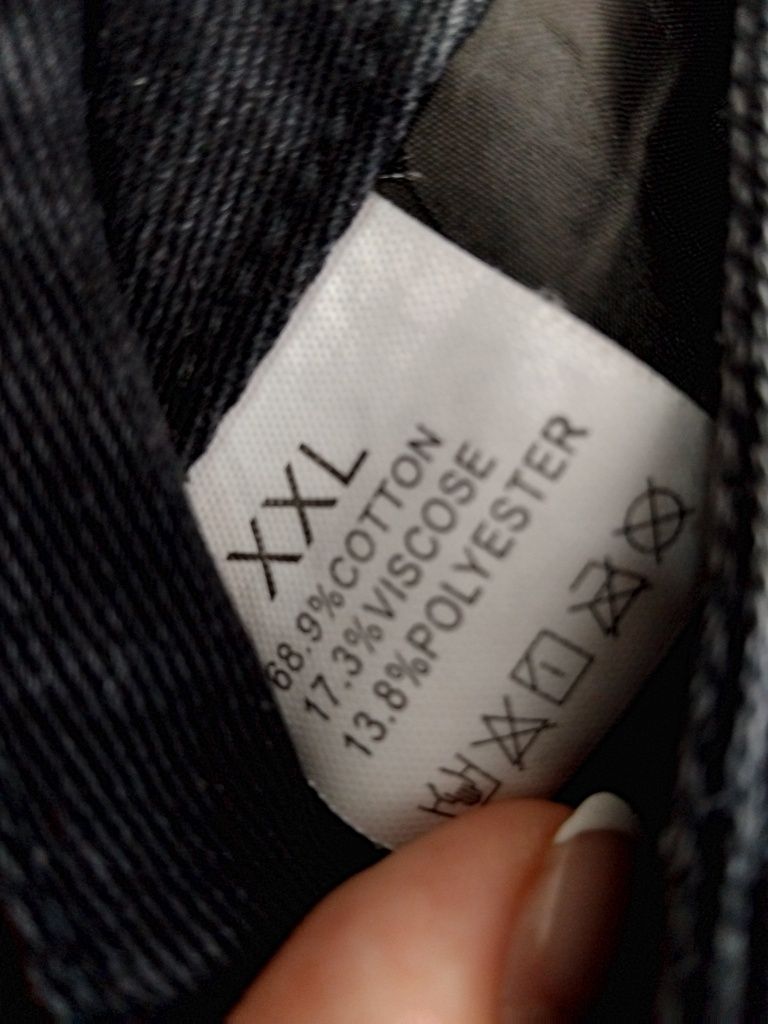 XXL
68.9%COTTON
17.3%VISCOSE
13.8%POLYESTER